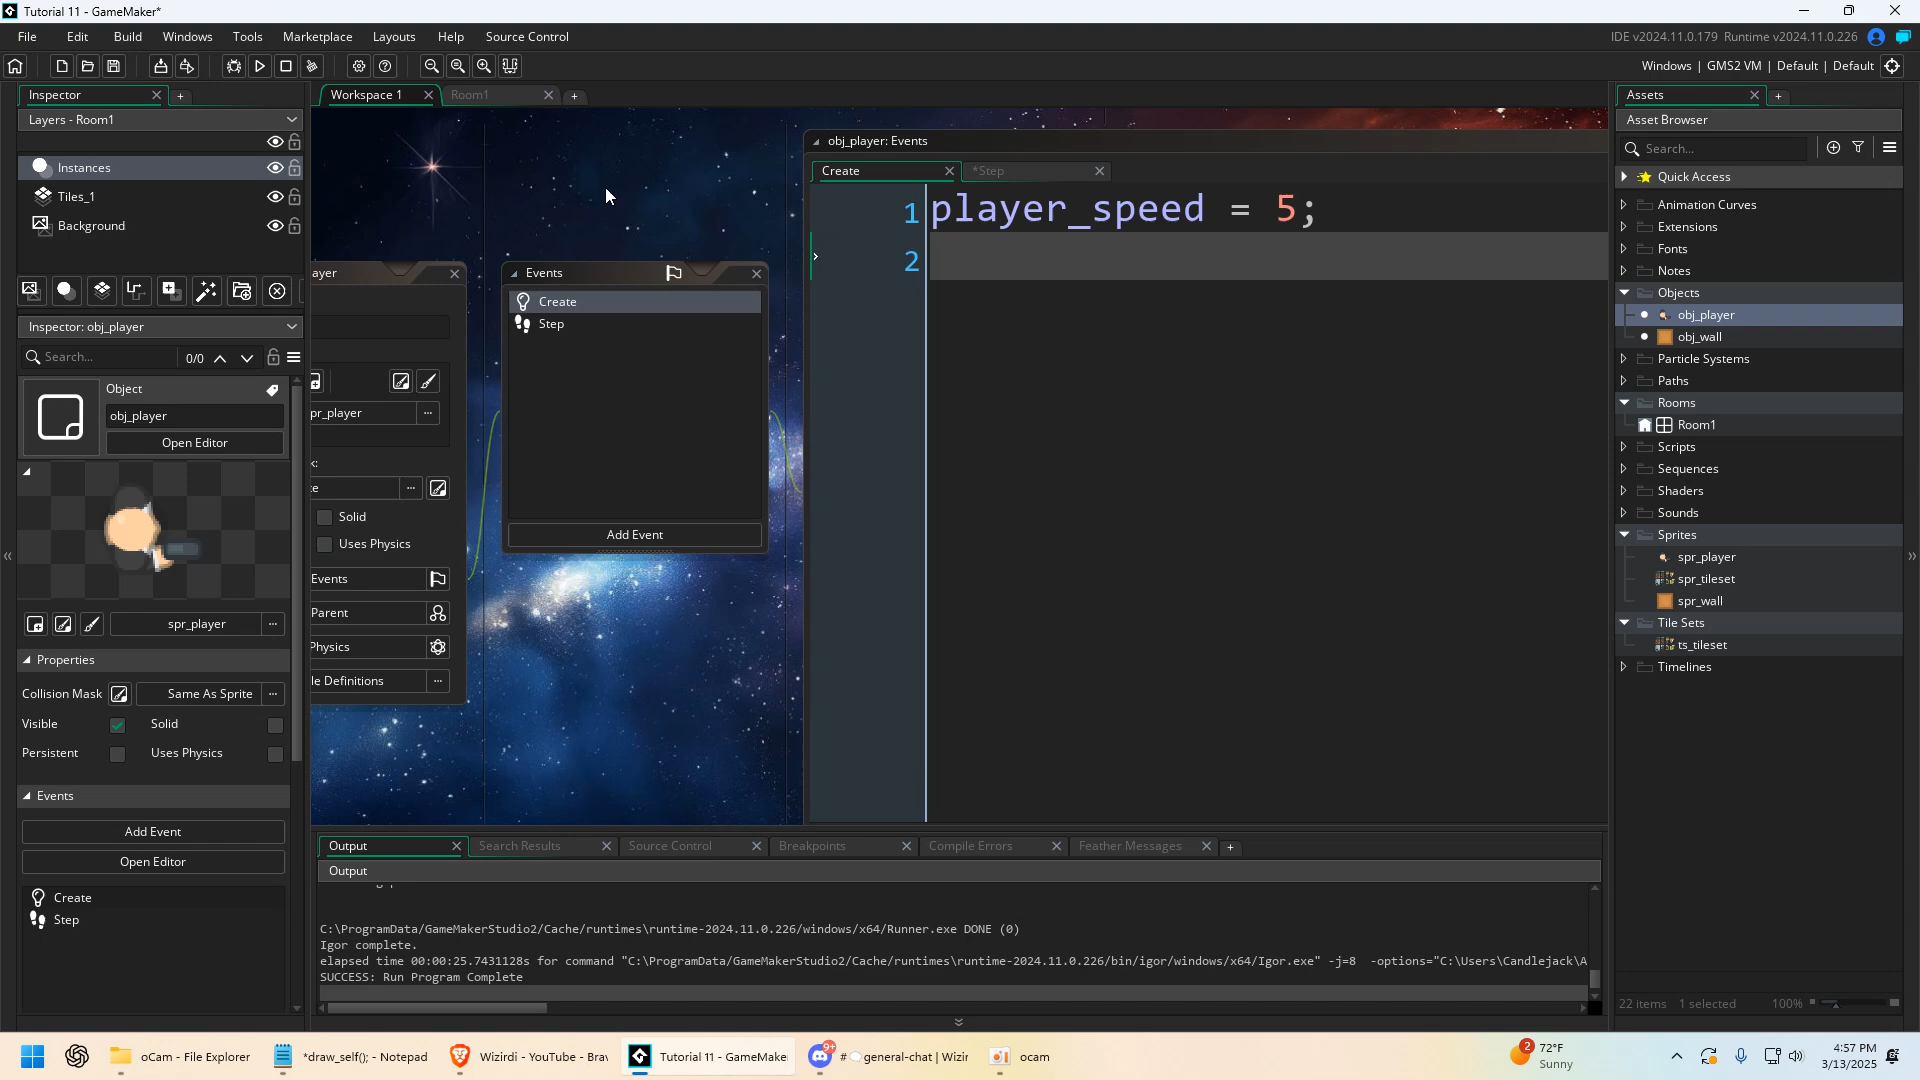 Tutorial 11 - GameMaker*
File Edit Build Windows Tools Marketplace Layouts Help Source Control
IDE v2024.11.0.179 Runtime v2024.11.0.226
Windows | GMS2 VM | Default | Default
Inspector
Layers - Room1
Instances
Tiles_1
Background
Inspector: obj_player
Search... 0/0
Object
obj_player
Open Editor
spr_player
Properties
Collision Mask Same As Sprite
Visible Solid
Persistent Uses Physics
Events
Add Event
Open Editor
Create
Step
Workspace 1 Room1
ayer
pr_player
k:
te
Solid
Uses Physics
Events
Parent
Physics
le Definitions
Events
Create
Step
Add Event
obj_player: Events
Create *Step
1 player_speed = 5;
2
Output Search Results Source Control Breakpoints Compile Errors Feather Messages
Output
C:\ProgramData/GameMakerStudio2/Cache/runtimes\runtime-2024.11.0.226/windows/x64/Runner.exe DONE (0)
Igor complete.
elapsed time 00:00:25.7431128s for command "C:\ProgramData/GameMakerStudio2/Cache/runtimes\runtime-2024.11.0.226/bin/igor/windows/x64/Igor.exe" -j=8 -options="C:\Users\Candlejack\A
SUCCESS: Run Program Complete
Assets
Asset Browser
Search...
Quick Access
Animation Curves
Extensions
Fonts
Notes
Objects
obj_player
obj_wall
Particle Systems
Paths
Rooms
Room1
Scripts
Sequences
Shaders
Sounds
Sprites
spr_player
spr_tileset
spr_wall
Tile Sets
ts_tileset
Timelines
22 items 1 selected 100%
oCam - File Explorer
*draw_self(); - Notepad
Wizirdi - YouTube - Brav
Tutorial 11 - GameMake
9+
general-chat | Wizir
ocam
2
72°F
Sunny
4:57 PM
3/13/2025